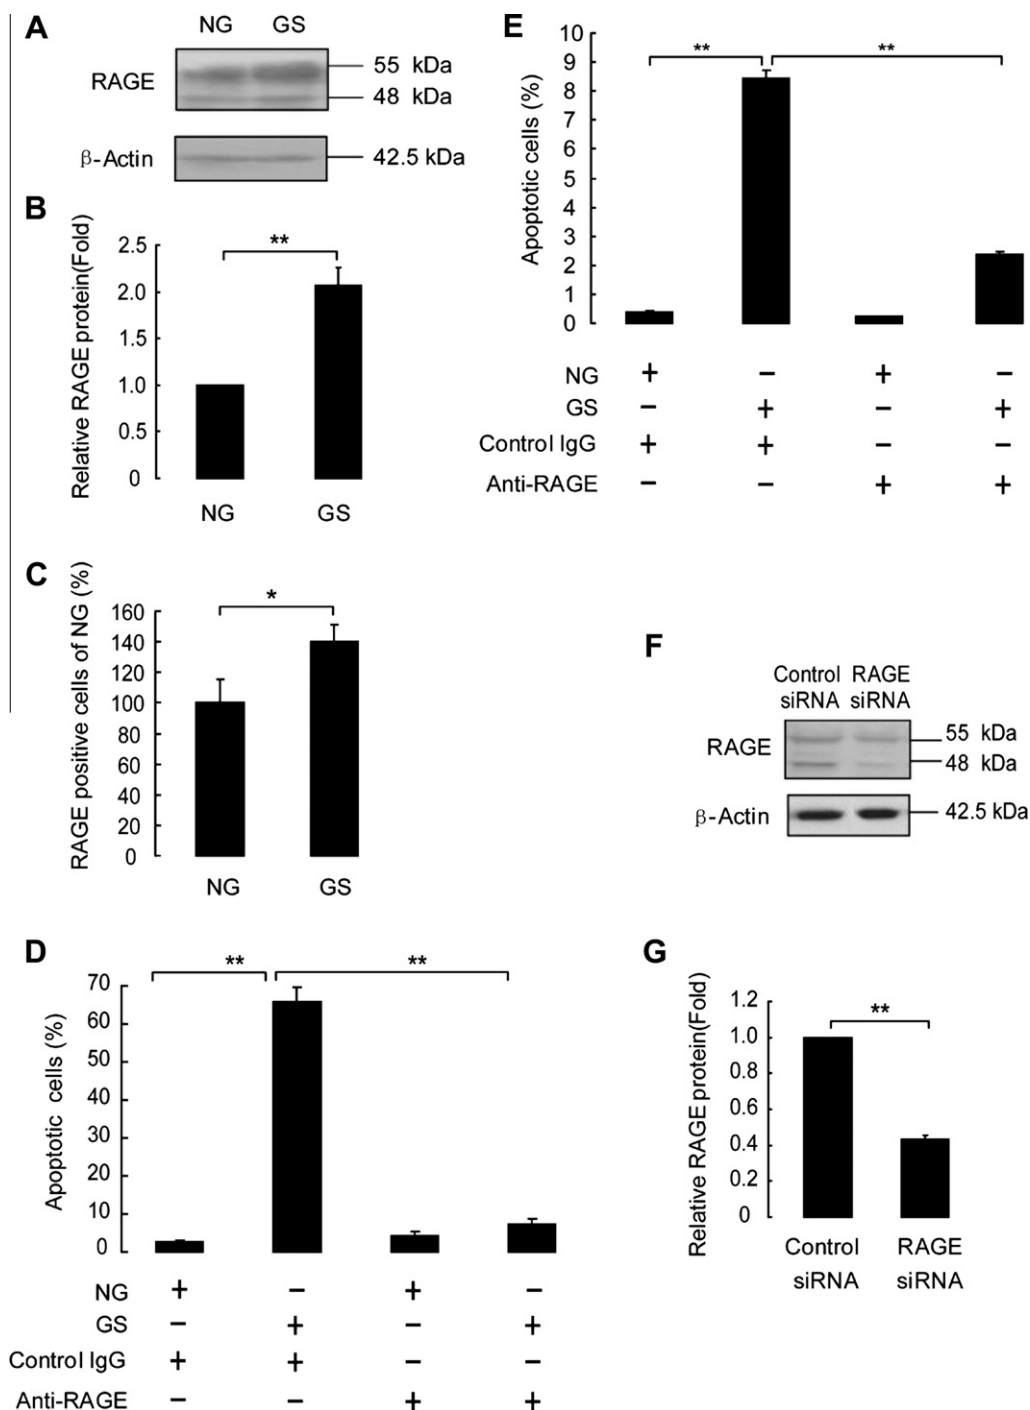 A
NG GS
RAGE
55 kDa
48 kDa
β-Actin
42.5 kDa
B
Relative RAGE protein(Fold)
2.5
2.0
1.5
1.0
0.5
0
**
NG GS
C
RAGE positive cells of NG (%)
160
140
120
100
80
60
40
20
0
*
NG GS
D
Apoptotic cells (%)
70
60
50
40
30
20
10
0
** **
NG + − + −
GS − + − +
Control IgG + + − −
Anti-RAGE − − + +
E
Apoptotic cells (%)
10
9
8
7
6
5
4
3
2
1
0
** **
NG + − + −
GS − + − +
Control IgG + + − −
Anti-RAGE − − + +
F
Control RAGE
siRNA siRNA
RAGE
55 kDa
48 kDa
β-Actin
42.5 kDa
G
Relative RAGE protein(Fold)
1.2
1.0
0.8
0.6
0.4
0.2
0
**
Control RAGE
siRNA siRNA